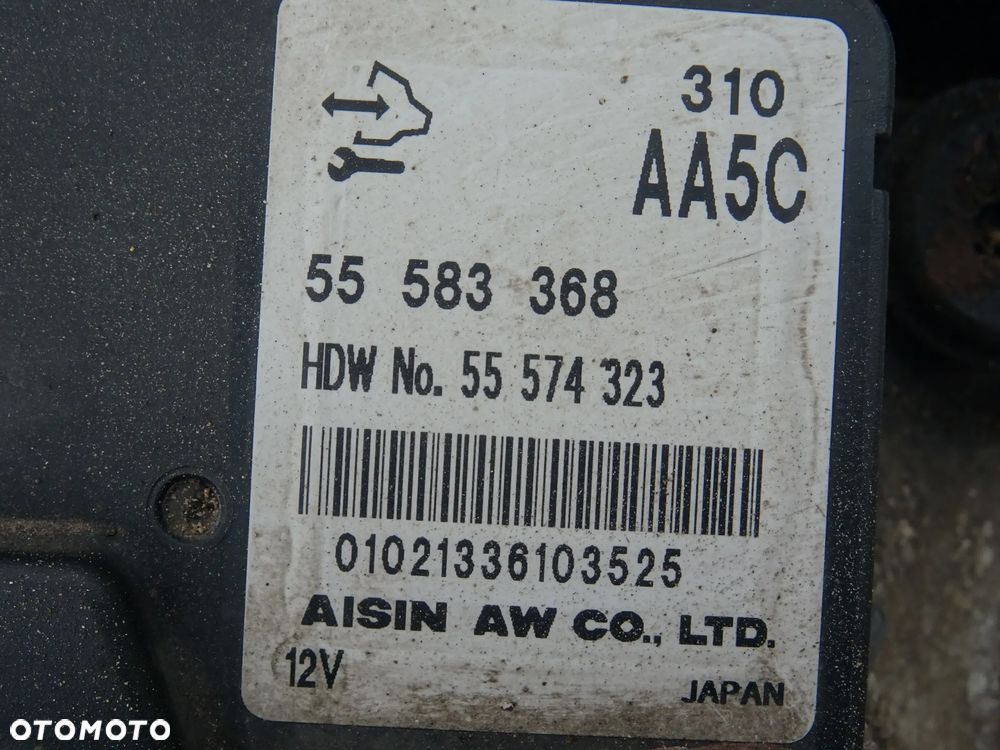 310
AA5C
55 583 368
HDW No. 55 574 323
01021336103525
AISIN AW CO., LTD.
12V
JAPAN
OTOMOTO